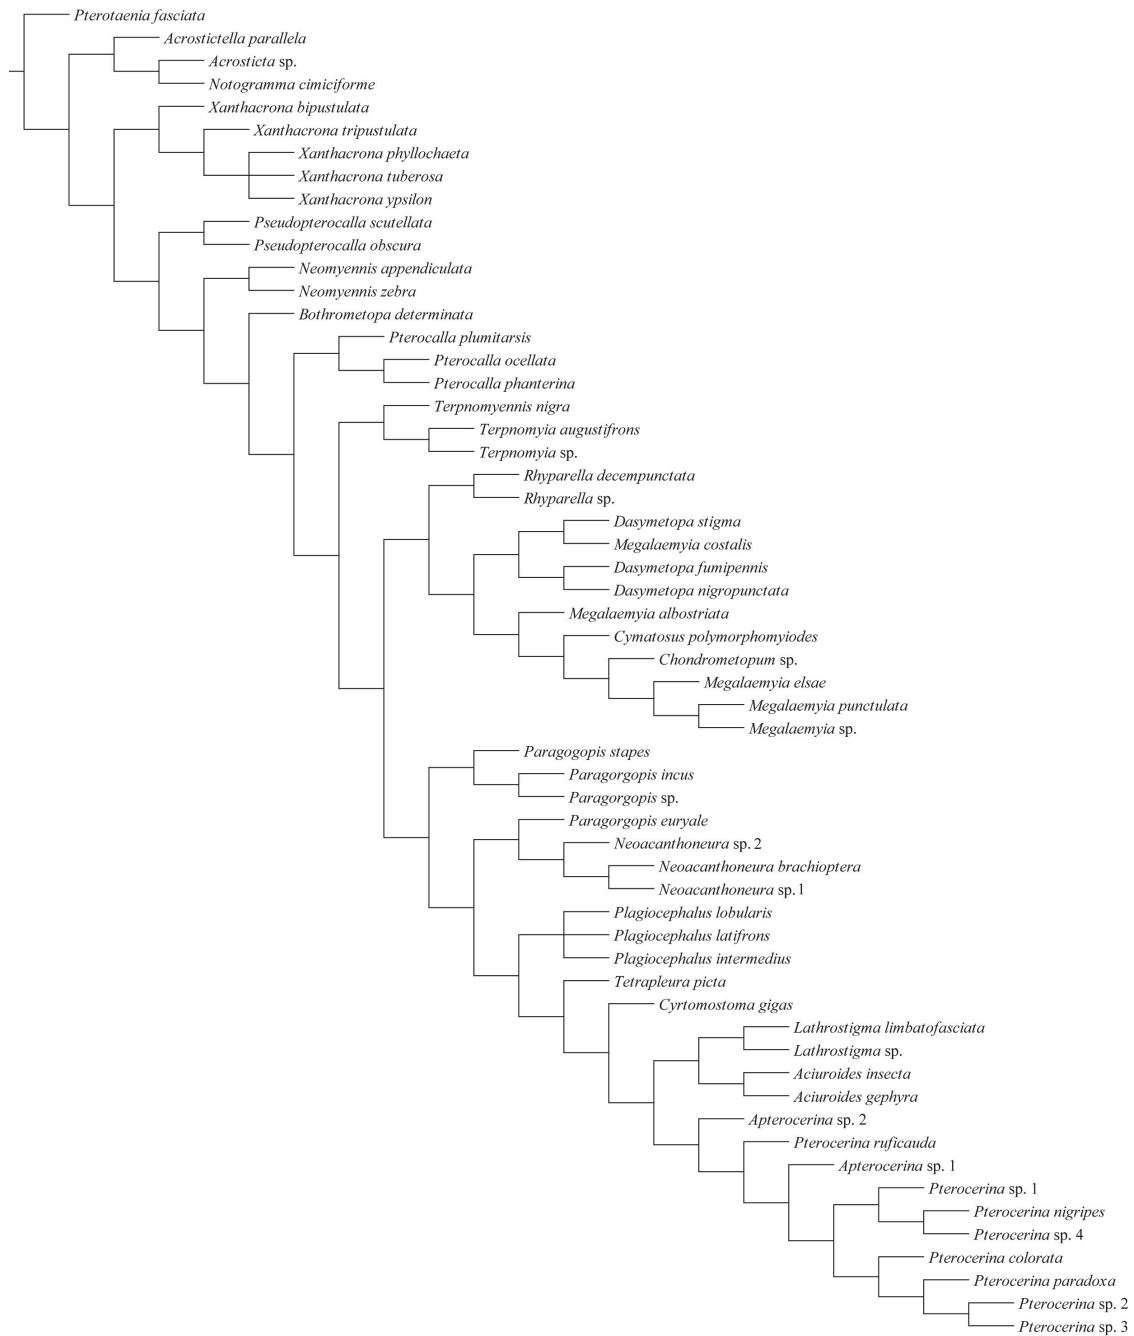 Pterotaenia fasciata
Acrostictella parallela
Acrosticta sp.
Notogramma cimiciforme
Xanthacrona bipustulata
Xanthacrona tripustulata
Xanthacrona phyllochaeta
Xanthacrona tuberosa
Xanthacrona ypsilon
Pseudopterocalla scutellata
Pseudopterocalla obscura
Neomyennis appendiculata
Neomyennis zebra
Bothrometopa determinata
Pterocalla plumitarsis
Pterocalla ocellata
Pterocalla phanterina
Terpnomyennis nigra
Terpnomyia augustifrons
Terpnomyia sp.
Rhyparella decempunctata
Rhyparella sp.
Dasymetopa stigma
Megalaemyia costalis
Dasymetopa fumipennis
Dasymetopa nigropunctata
Megalaemyia albostriata
Cymatosus polymorphomyiodes
Chondrometopum sp.
Megalaemyia elsae
Megalaemyia punctulata
Megalaemyia sp.
Paragogopis stapes
Paragorgopis incus
Paragorgopis sp.
Paragorgopis euryale
Neoacanthoneura sp. 2
Neoacanthoneura brachioptera
Neoacanthoneura sp. 1
Plagiocephalus lobularis
Plagiocephalus latifrons
Plagiocephalus intermedius
Tetrapleura picta
Cyrtomostoma gigas
Lathrostigma limbatofasciata
Lathrostigma sp.
Aciuroides insecta
Aciuroides gephyra
Apterocerina sp. 2
Pterocerina ruficauda
Apterocerina sp. 1
Pterocerina sp. 1
Pterocerina nigripes
Pterocerina sp. 4
Pterocerina colorata
Pterocerina paradoxa
Pterocerina sp. 2
Pterocerina sp. 3